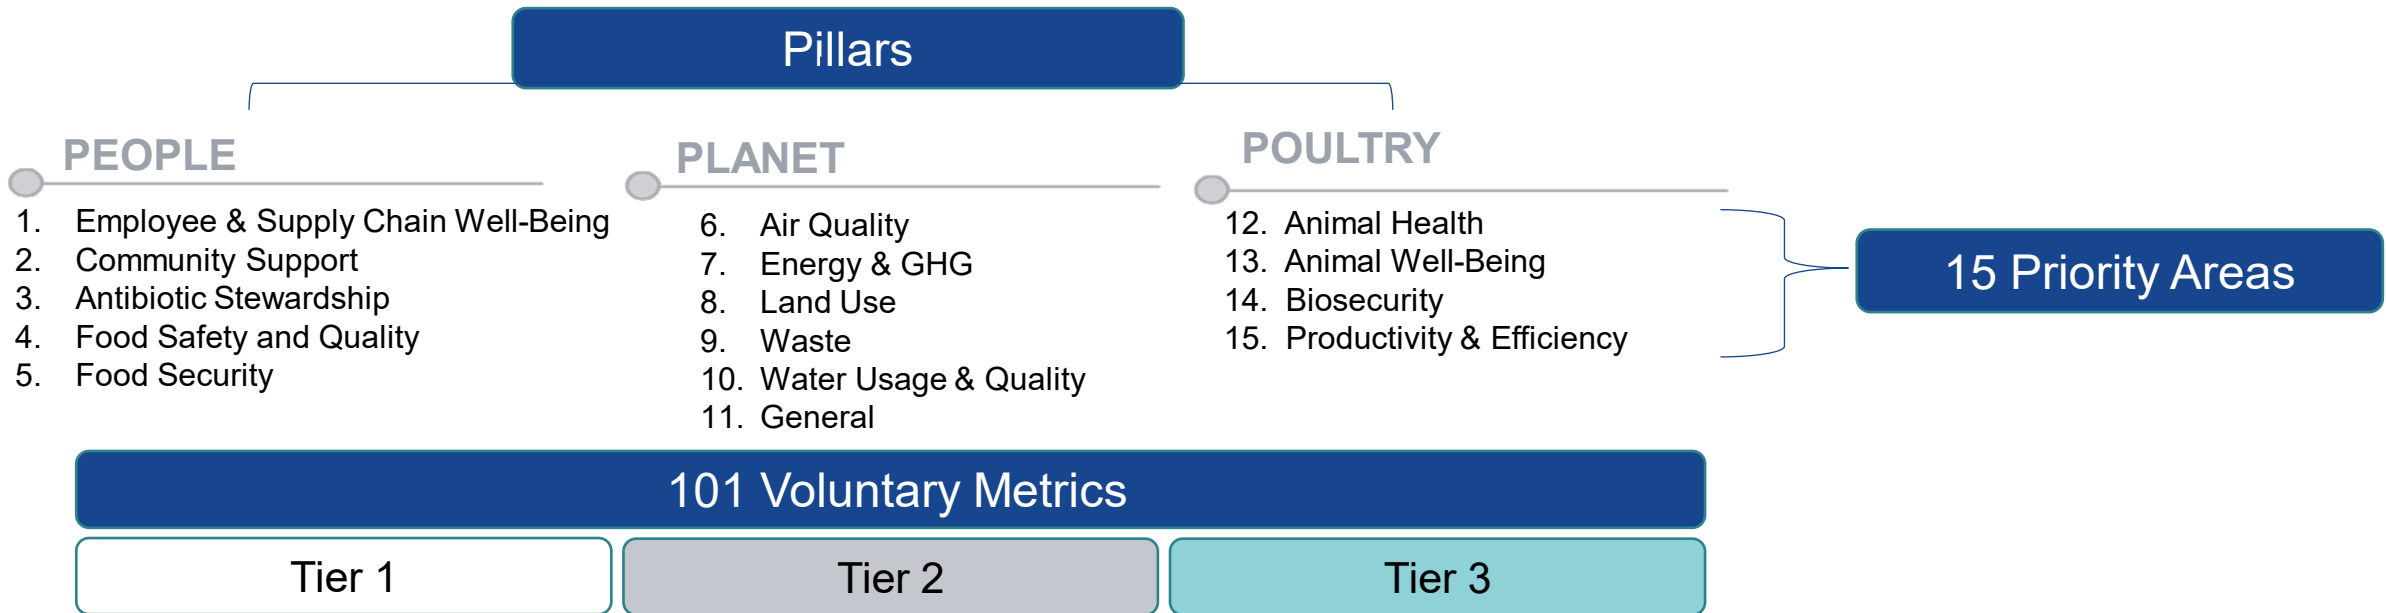 Pillars
PEOPLE
1. Employee & Supply Chain Well-Being
2. Community Support
3. Antibiotic Stewardship
4. Food Safety and Quality
5. Food Security
PLANET
6. Air Quality
7. Energy & GHG
8. Land Use
9. Waste
10. Water Usage & Quality
11. General
POULTRY
12. Animal Health
13. Animal Well-Being
14. Biosecurity
15. Productivity & Efficiency
15 Priority Areas
101 Voluntary Metrics
Tier 1
Tier 2
Tier 3